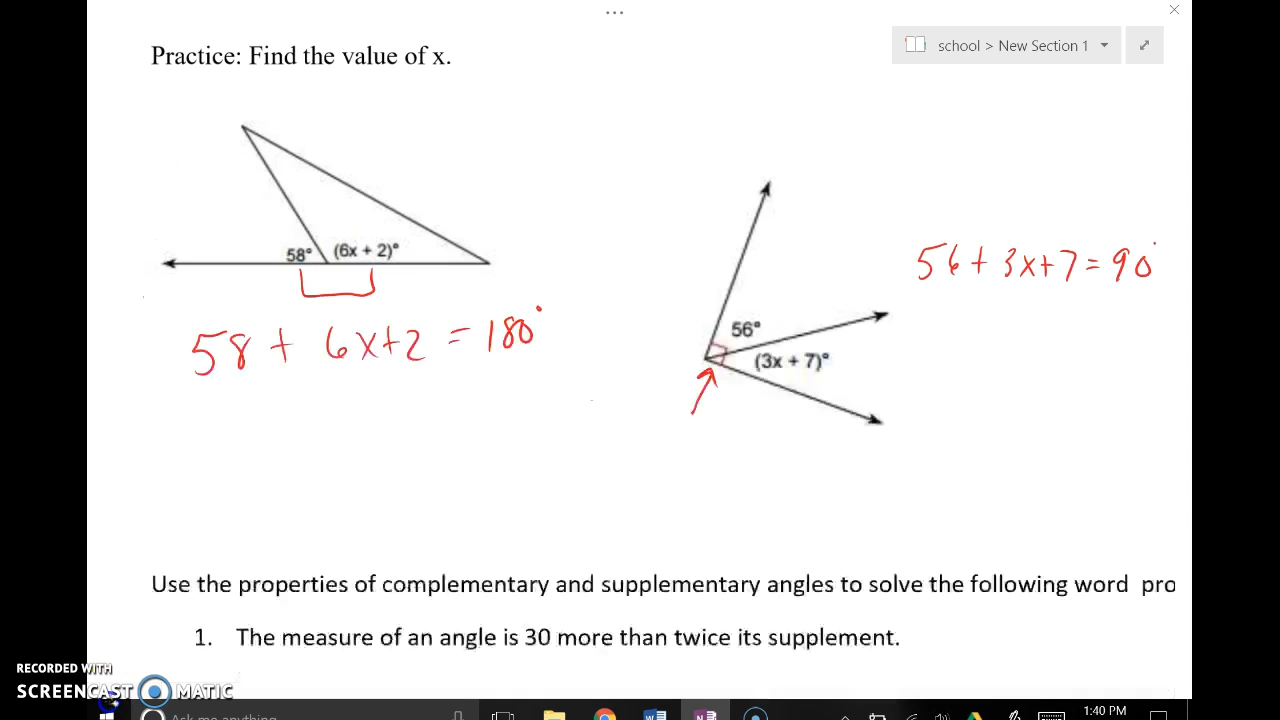 ...
school > New Section 1
Practice: Find the value of x.
58° (6x + 2)°
58 + 6x+2 = 180°
56°
(3x + 7)°
56 + 3x+7 = 90°
Use the properties of complementary and supplementary angles to solve the following word pro
1. The measure of an angle is 30 more than twice its supplement.
RECORDED WITH
SCREENCAST MATIC
Ask me anything
1:40 PM